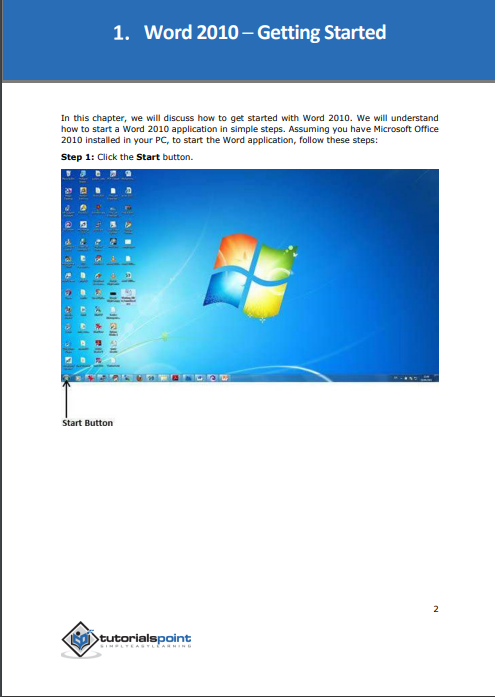 1. Word 2010 – Getting Started
In this chapter, we will discuss how to get started with Word 2010. We will understand
how to start a Word 2010 application in simple steps. Assuming you have Microsoft Office
2010 installed in your PC, to start the Word application, follow these steps:
Step 1: Click the Start button.
Start Button
2
tutorialspoint
SIMPLYEASYLEARNING